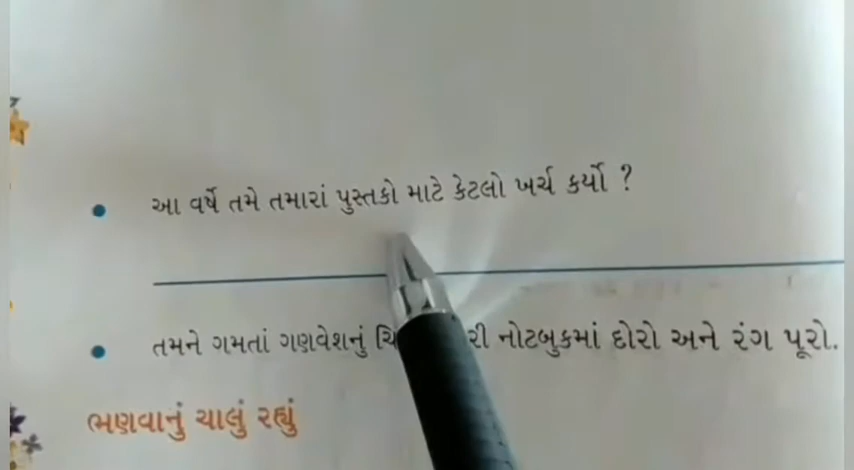 આ વર્ષે તમે તમારાં પુસ્તકો માટે કેટલો ખર્ચ કર્યો ?
તમને ગમતાં ગણવેશનું નોટબુકમાં દોરો અને રંગ પૂરો.
ભણવાનું ચાલું રહ્યું